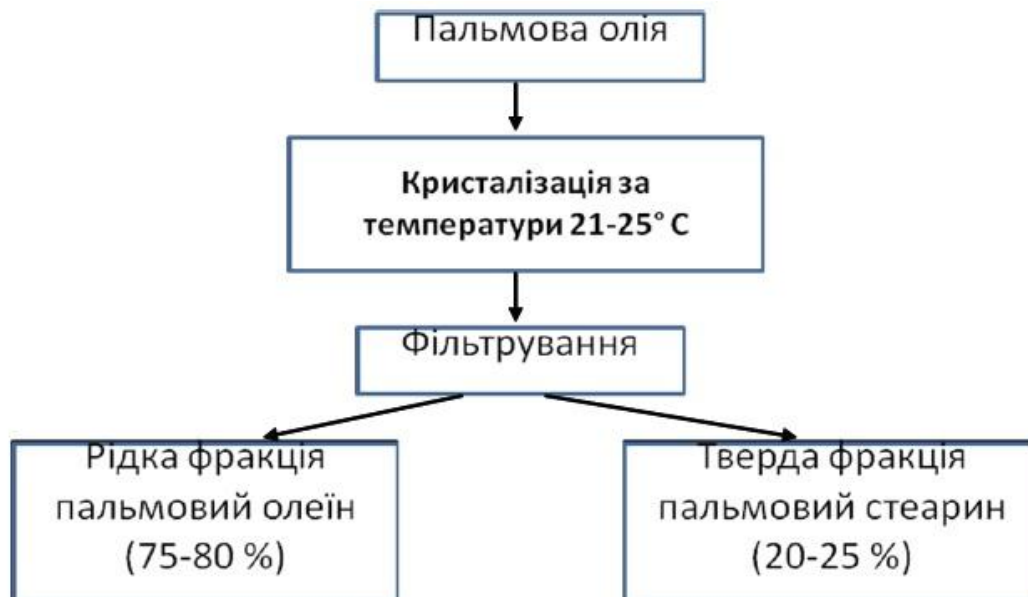 Пальмова олія
Кристалізація за
температури 21-25° С
Фільтрування
Рідка фракція
пальмовий олеїн
(75-80 %)
Тверда фракція
пальмовий стеарин
(20-25 %)